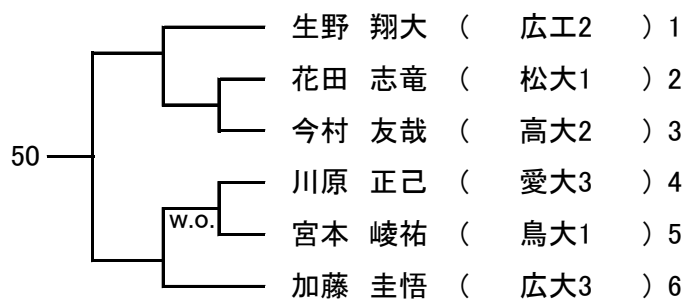 生野 翔大 ( 広工2 ) 1
花田 志竜 ( 松大1 ) 2
今村 友哉 ( 高大2 ) 3
50
川原 正己 ( 愛大3 ) 4
w.o.
宮本 崚祐 ( 鳥大1 ) 5
加藤 圭悟 ( 広大3 ) 6